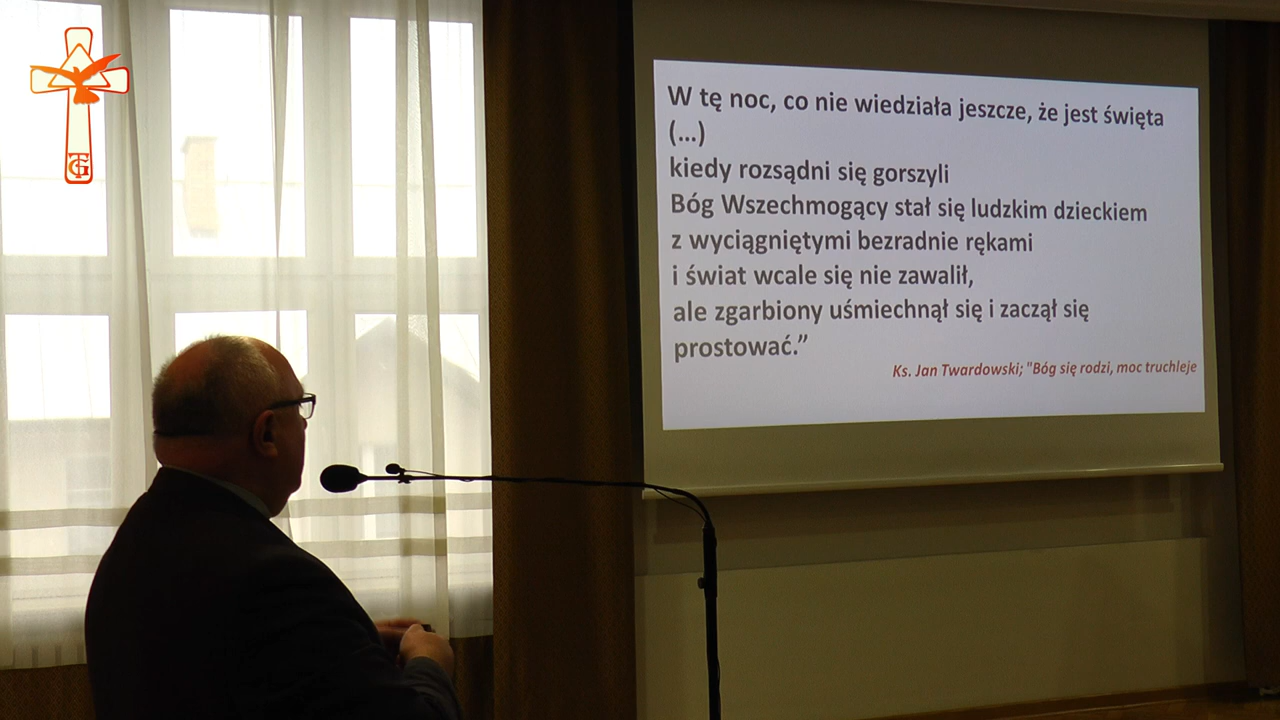 W tę noc, co nie wiedziała jeszcze, że jest święta
(...)
kiedy rozsądni się gorszyli
Bóg Wszechmogący stał się ludzkim dzieckiem
z wyciągniętymi bezradnie rękami
i świat wcale się nie zawalił,
ale zgarbiony uśmiechnął się i zaczął się
prostować.”
Ks. Jan Twardowski; "Bóg się rodzi, moc truchleje